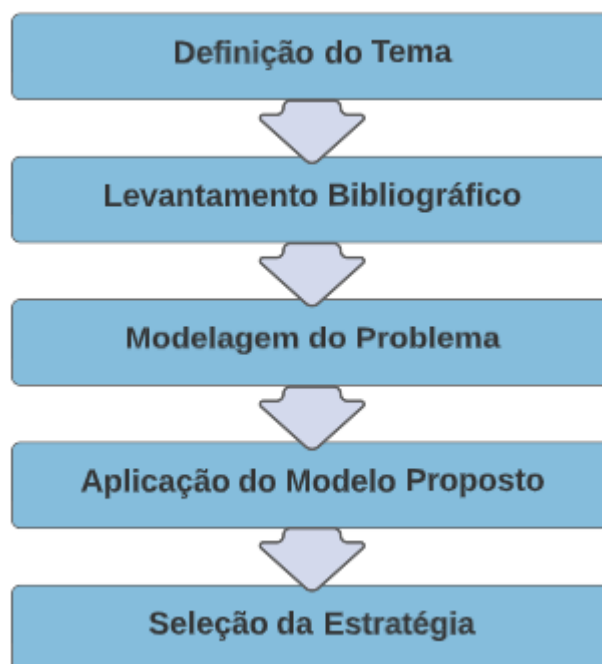 Definição do Tema
Levantamento Bibliográfico
Modelagem do Problema
Aplicação do Modelo Proposto
Seleção da Estratégia